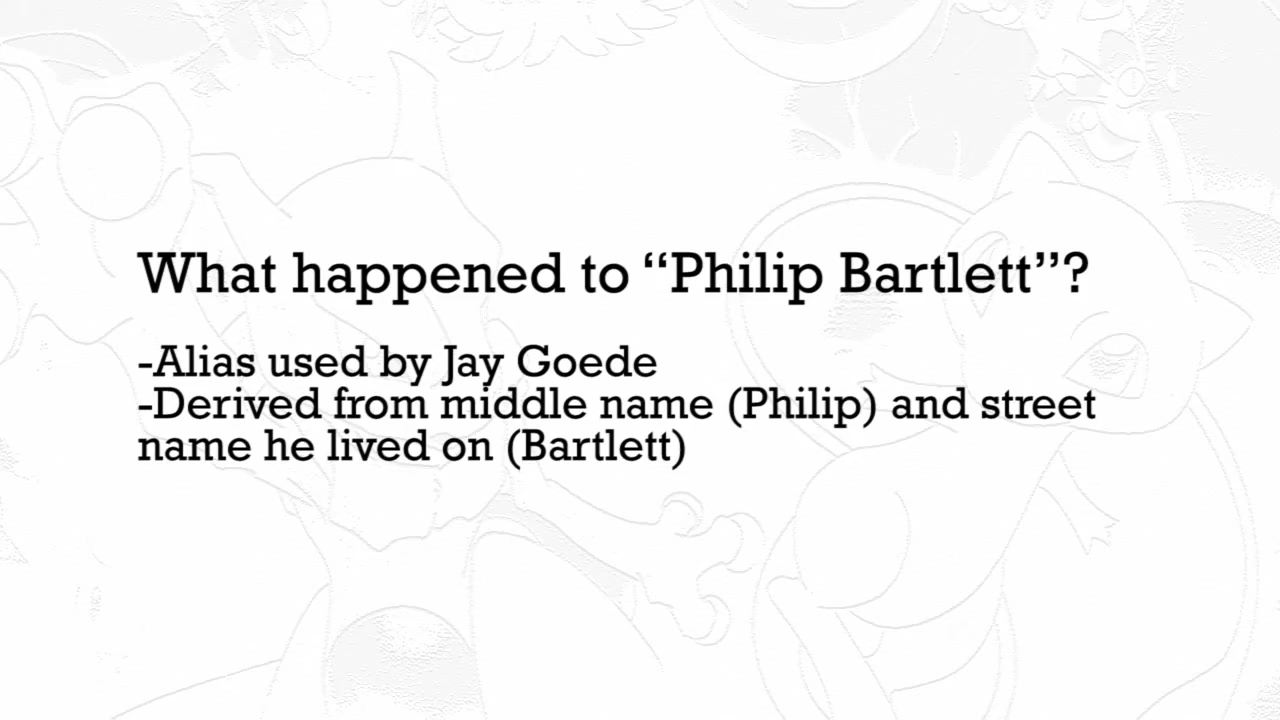 What happened to “Philip Bartlett”?
-Alias used by Jay Goede
-Derived from middle name (Philip) and street
name he lived on (Bartlett)